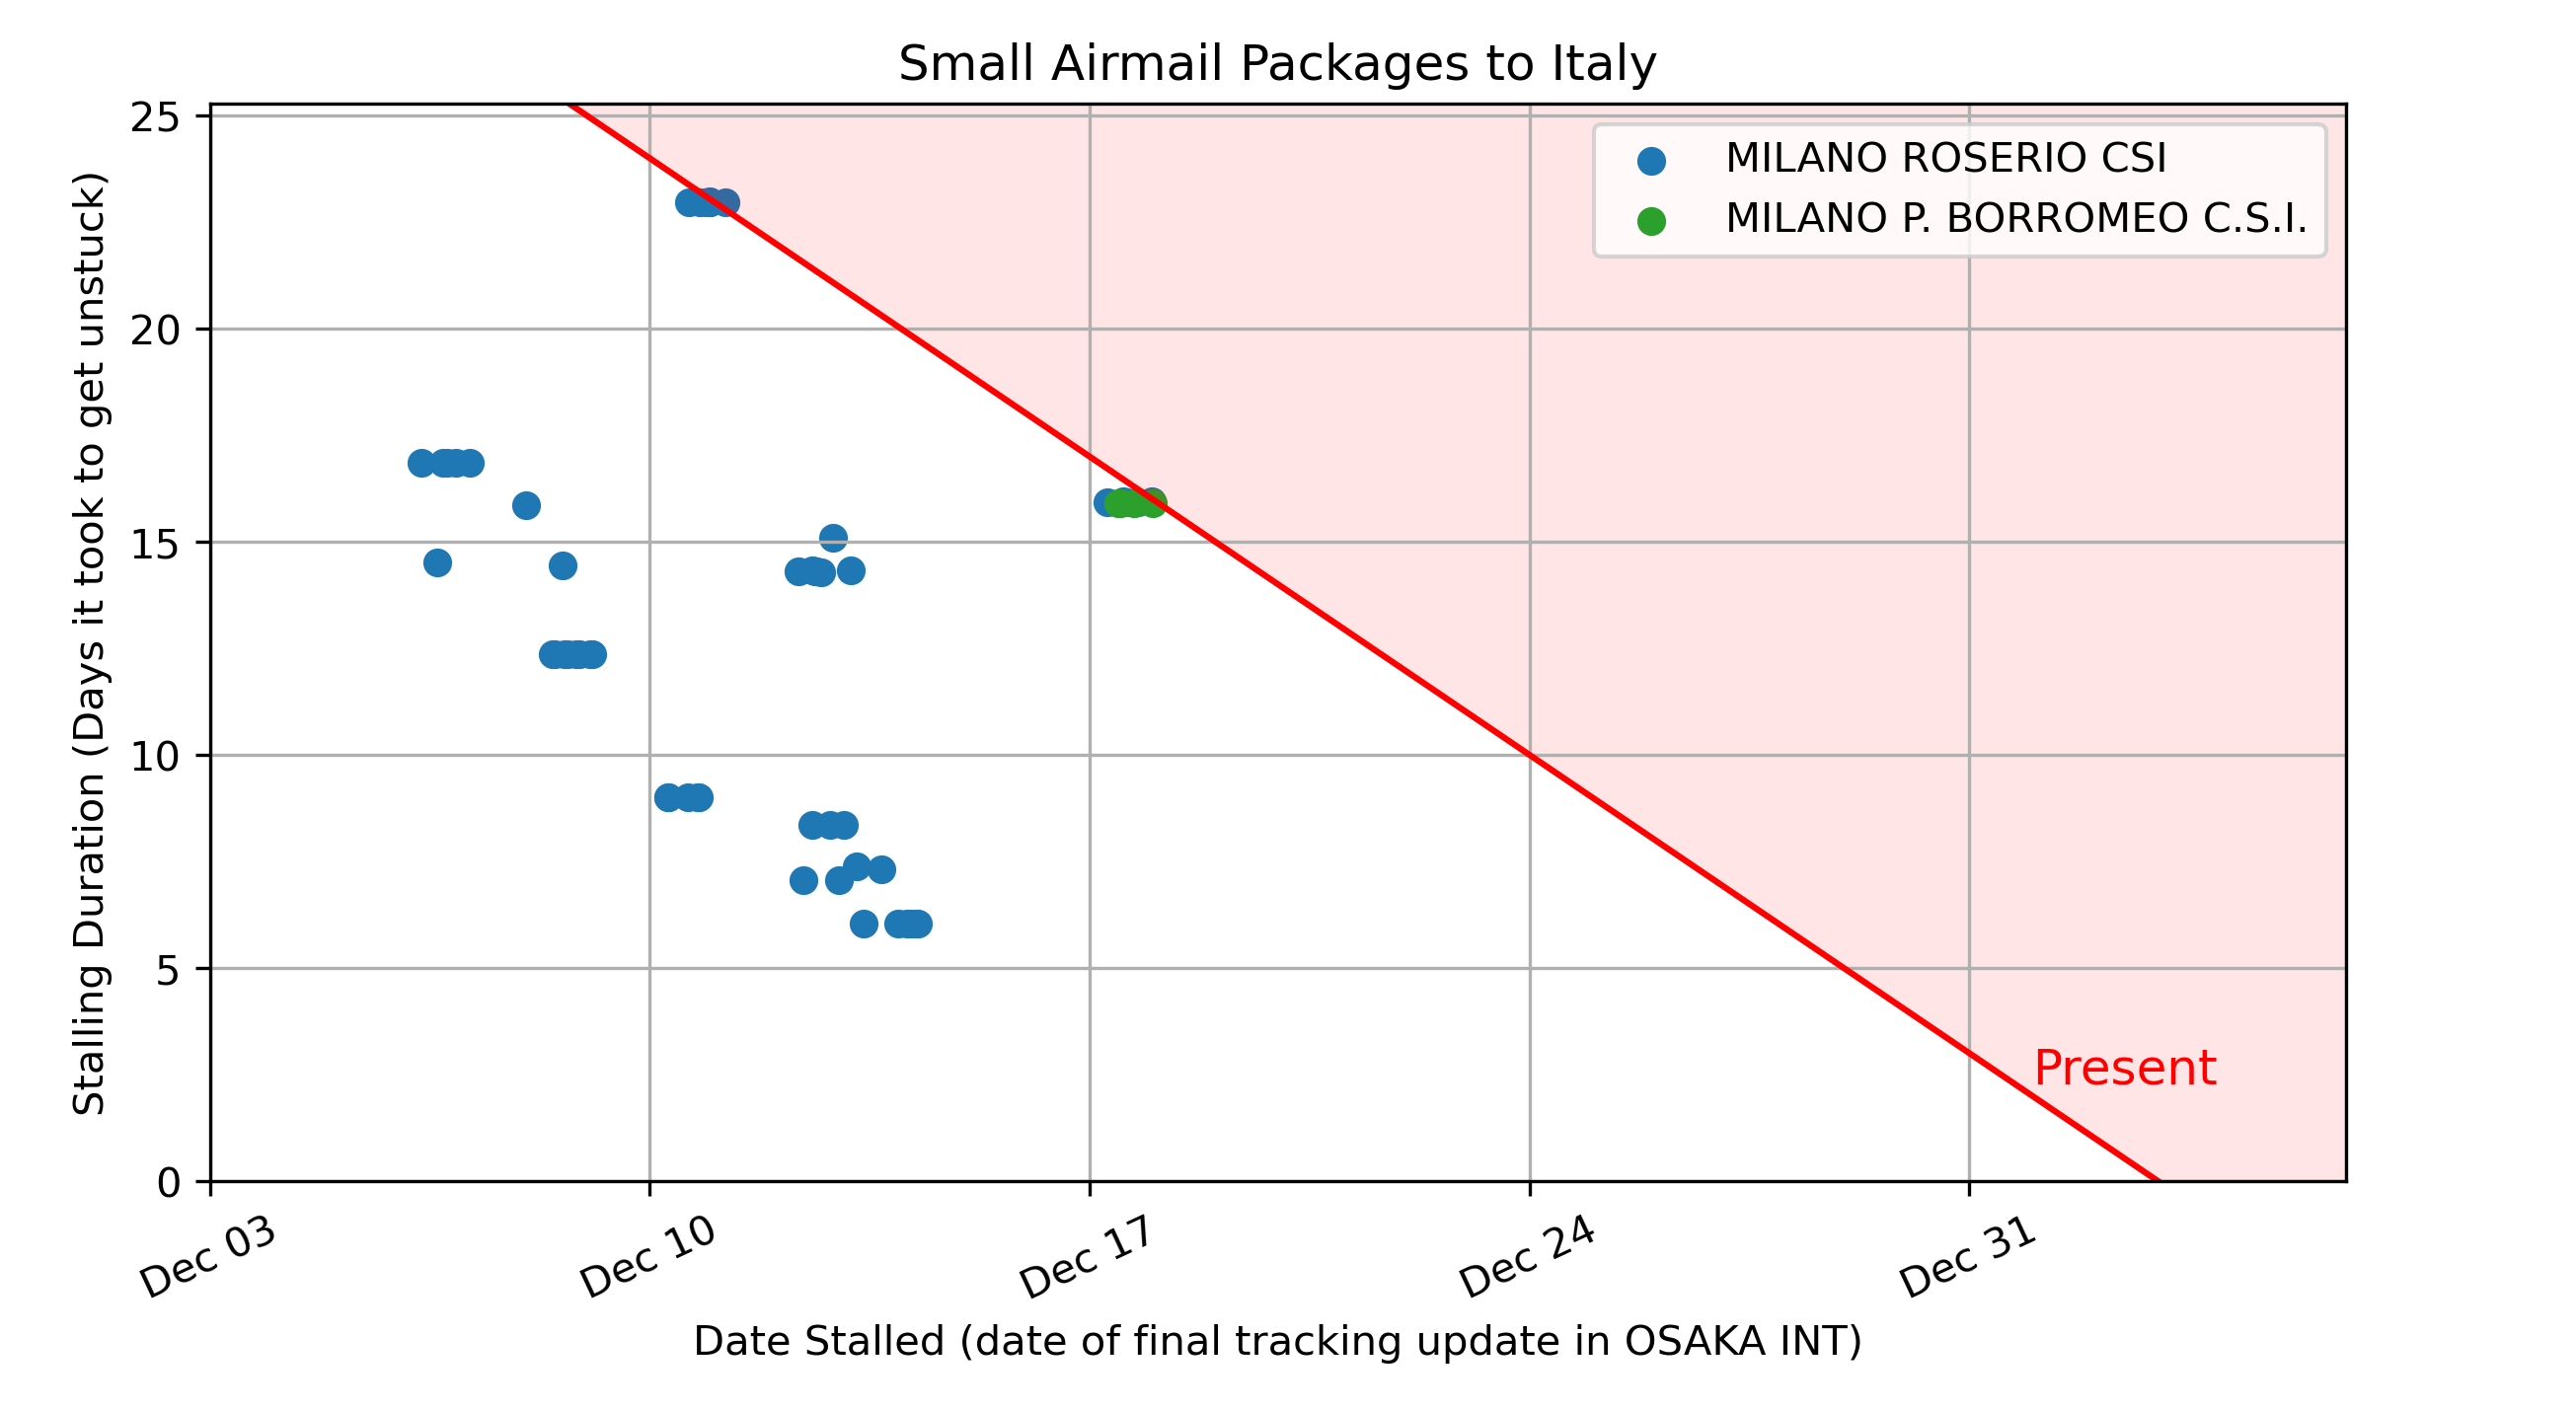 Small Airmail Packages to Italy
25
20
15
10
5
0
Stalling Duration (Days it took to get unstuck)
MILANO ROSERIO CSI
MILANO P. BORROMEO C.S.I.
Present
Dec 03
Dec 10
Dec 17
Dec 24
Dec 31
Date Stalled (date of final tracking update in OSAKA INT)